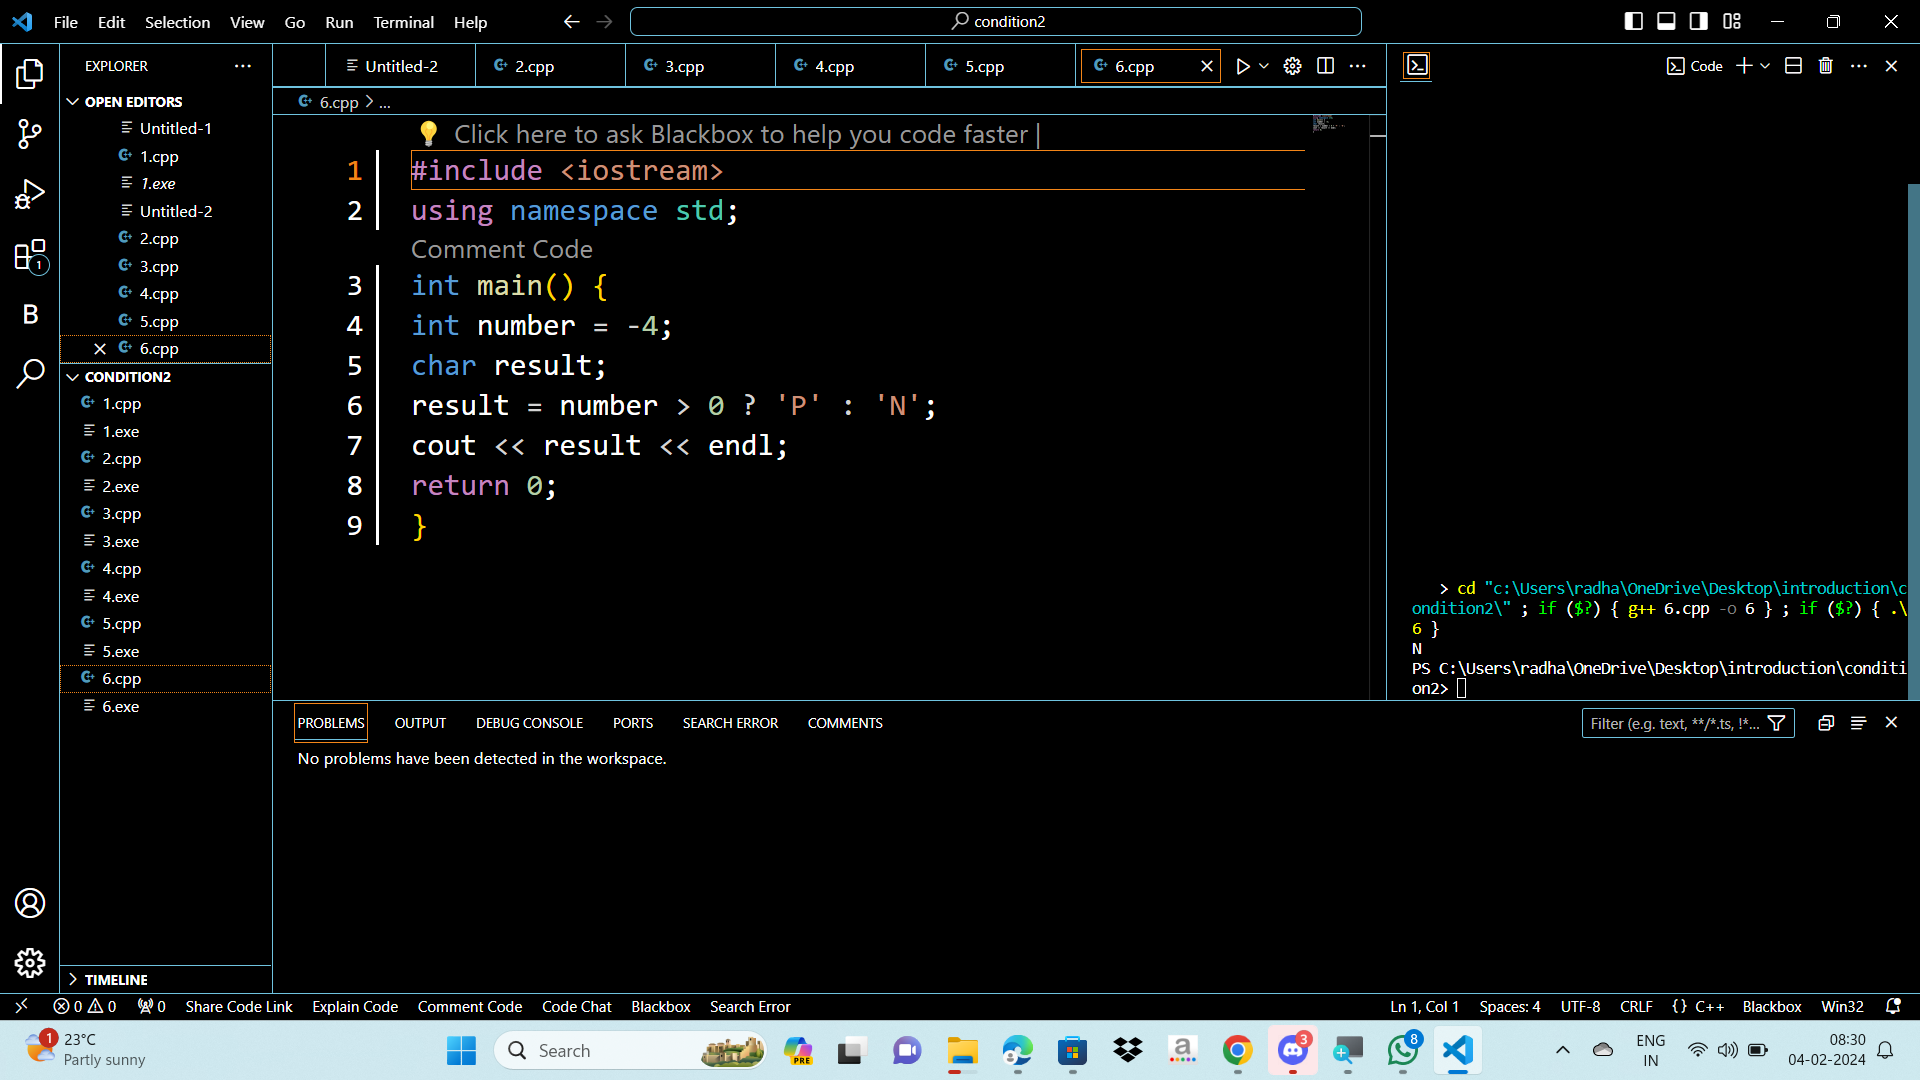 File Edit Selection View Go Run Terminal Help
condition2
EXPLORER
OPEN EDITORS
Untitled-1
1.cpp
1.exe
Untitled-2
2.cpp
3.cpp
4.cpp
5.cpp
6.cpp
CONDITION2
1.cpp
1.exe
2.cpp
2.exe
3.cpp
3.exe
4.cpp
4.exe
5.cpp
5.exe
6.cpp
6.exe
TIMELINE
1
B
Untitled-2 2.cpp 3.cpp 4.cpp 5.cpp 6.cpp
6.cpp > ...
Click here to ask Blackbox to help you code faster |
1 #include <iostream>
2 using namespace std;
Comment Code
3 int main() {
4 int number = -4;
5 char result;
6 result = number > 0 ? 'P' : 'N';
7 cout << result << endl;
8 return 0;
9 }
Code
> cd "c:\Users\radha\OneDrive\Desktop\introduction\c
ondition2\" ; if ($?) { g++ 6.cpp -o 6 } ; if ($?) { .\
6 }
N
PS C:\Users\radha\OneDrive\Desktop\introduction\conditi
on2>
PROBLEMS OUTPUT DEBUG CONSOLE PORTS SEARCH ERROR COMMENTS
Filter (e.g. text, **/*.ts, !*...
No problems have been detected in the workspace.
0 0 0 Share Code Link Explain Code Comment Code Code Chat Blackbox Search Error
Ln 1, Col 1 Spaces: 4 UTF-8 CRLF {} C++ Blackbox Win32
1
23°C
Partly sunny
Search
PRE
a
3
8
ENG
IN
08:30
04-02-2024